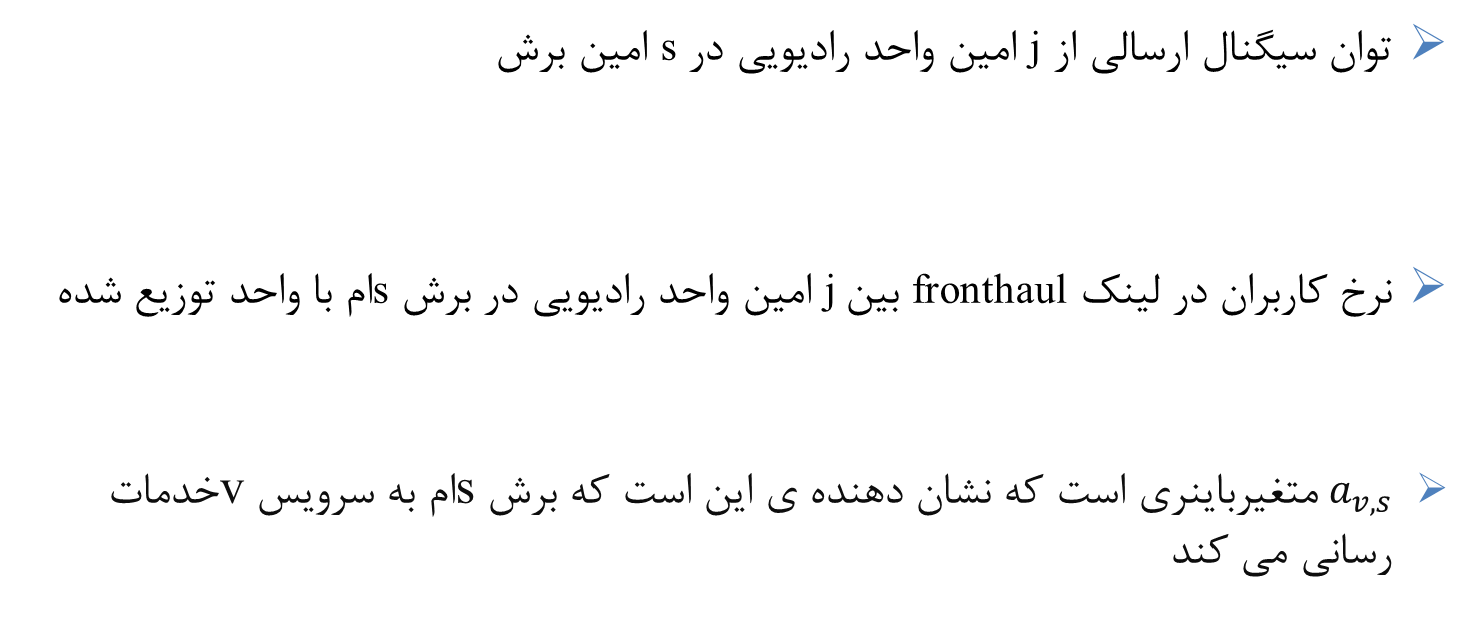 ➢ توان سیگنال ارسالی از j امین واحد رادیویی در s امین برش
➢ نرخ کاربران در لینک fronthaul بین j امین واحد رادیویی در برش sام با واحد توزیع شده
➢ a_{v,s} متغیرباینری است که نشان دهنده ی این است که برش sام به سرویس vخدمات
رسانی می کند